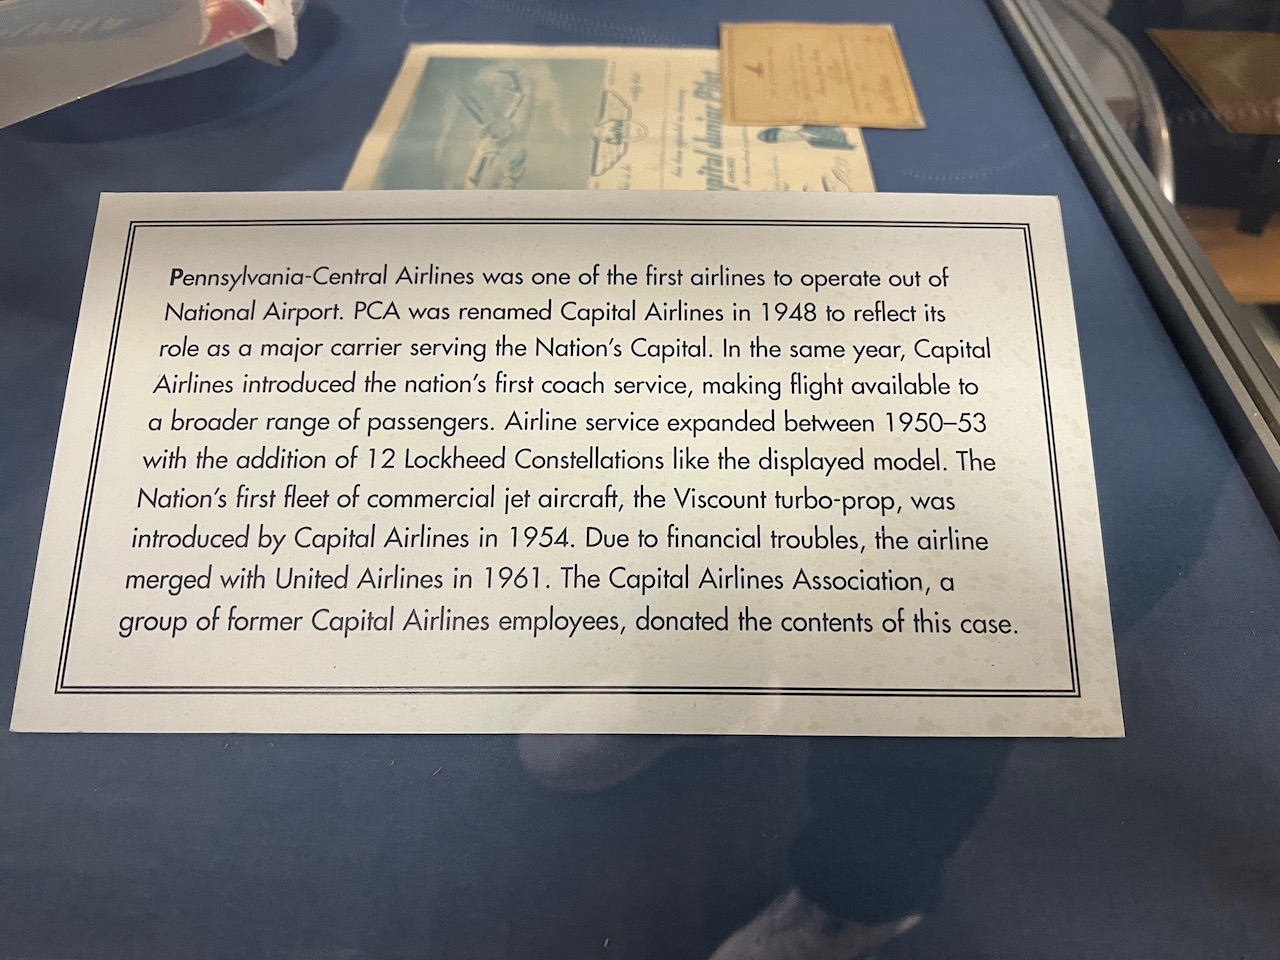 Capital Junior Pilot
Pennsylvania-Central Airlines was one of the first airlines to operate out of
National Airport. PCA was renamed Capital Airlines in 1948 to reflect its
role as a major carrier serving the Nation's Capital. In the same year, Capital
Airlines introduced the nation's first coach service, making flight available to
a broader range of passengers. Airline service expanded between 1950–53
with the addition of 12 Lockheed Constellations like the displayed model. The
Nation's first fleet of commercial jet aircraft, the Viscount turbo-prop, was
introduced by Capital Airlines in 1954. Due to financial troubles, the airline
merged with United Airlines in 1961. The Capital Airlines Association, a
group of former Capital Airlines employees, donated the contents of this case.